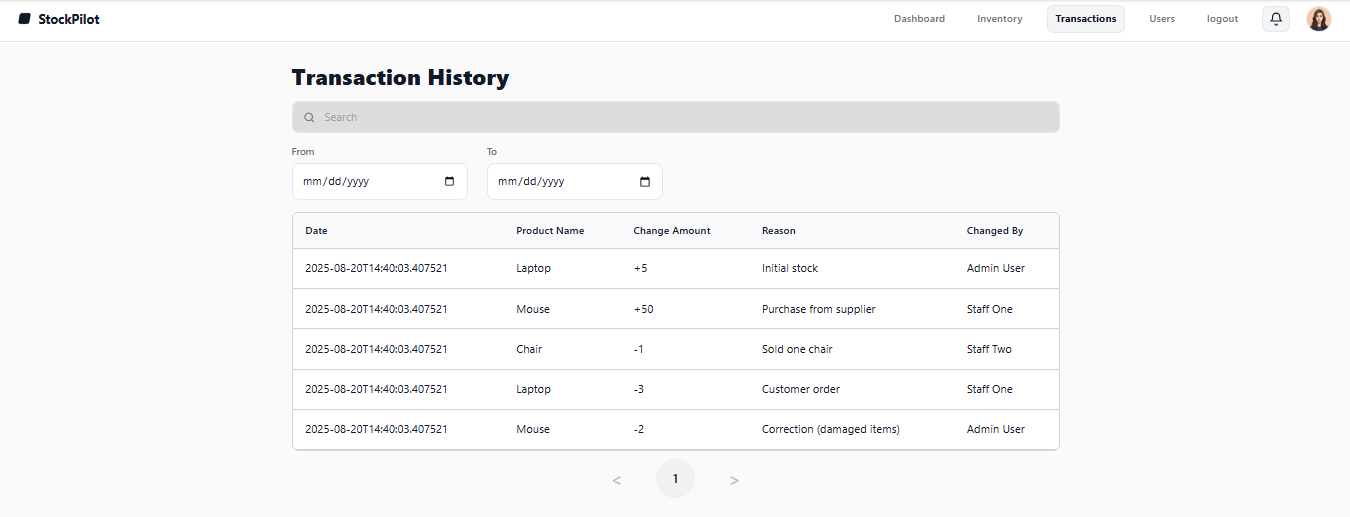 StockPilot Dashboard Inventory Transactions Users logout
Transaction History
Search
From To
mm/dd/yyyy mm/dd/yyyy
Date Product Name Change Amount Reason Changed By
2025-08-20T14:40:03.407521 Laptop +5 Initial stock Admin User
2025-08-20T14:40:03.407521 Mouse +50 Purchase from supplier Staff One
2025-08-20T14:40:03.407521 Chair -1 Sold one chair Staff Two
2025-08-20T14:40:03.407521 Laptop -3 Customer order Staff One
2025-08-20T14:40:03.407521 Mouse -2 Correction (damaged items) Admin User
< 1 >